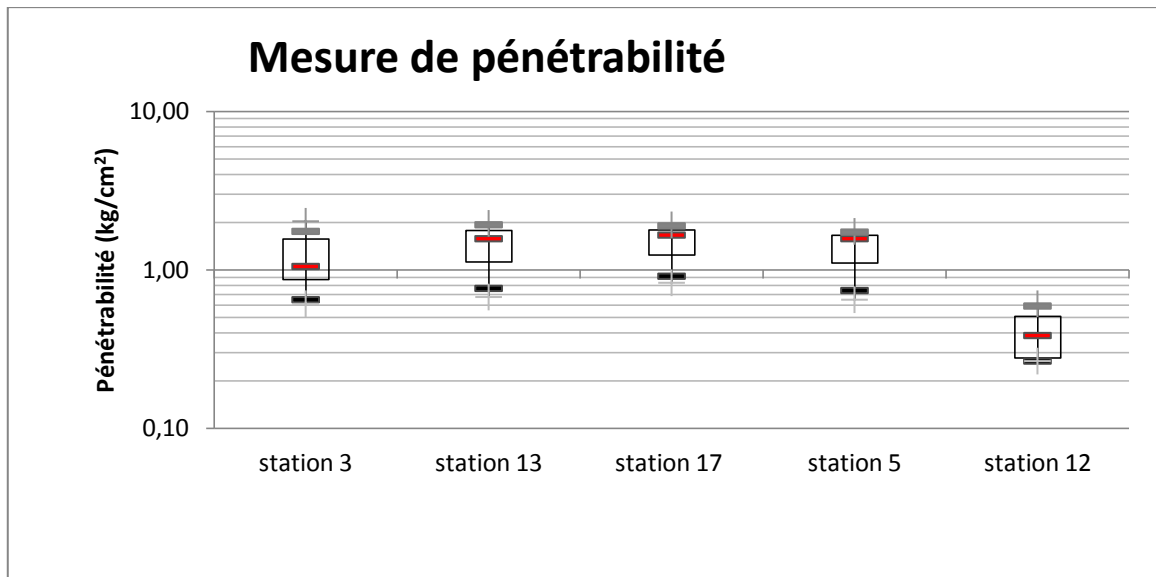 Mesure de pénétrabilité
Pénétrabilité (kg/cm²)
10,00
1,00
0,10
station 3
station 13
station 17
station 5
station 12